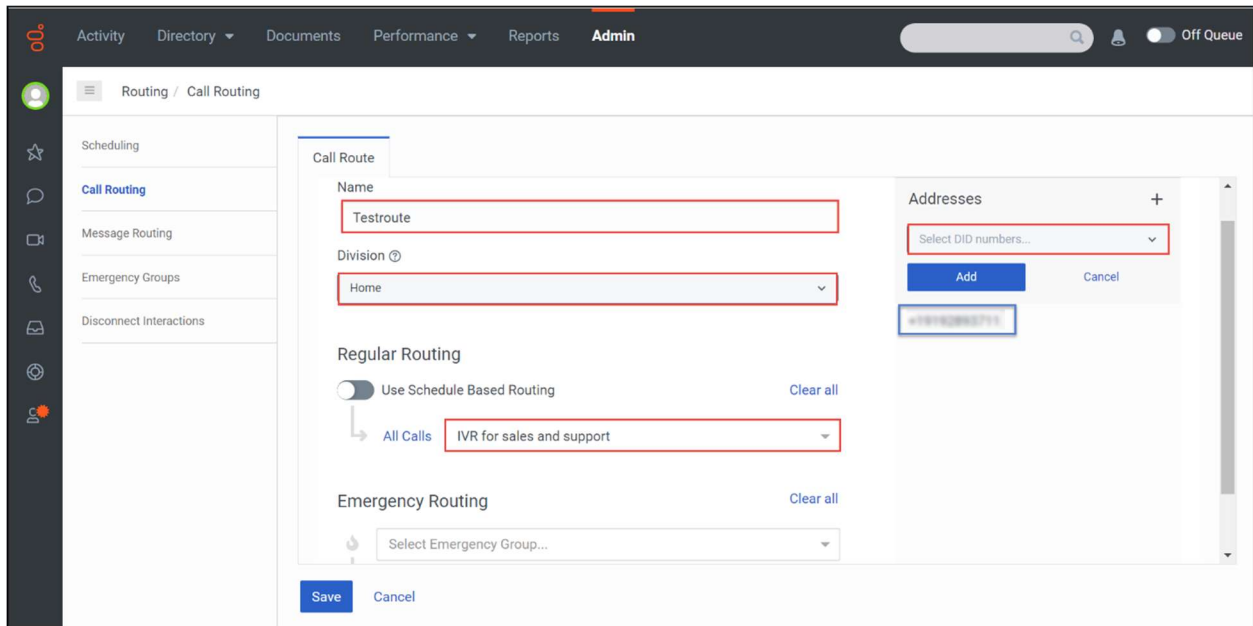 Activity Directory Documents Performance Reports Admin Off Queue
Routing / Call Routing
Scheduling
Call Routing
Message Routing
Emergency Groups
Disconnect Interactions
Call Route
Name
Testroute
Division
Home
Regular Routing
Use Schedule Based Routing Clear all
All Calls IVR for sales and support
Emergency Routing Clear all
Select Emergency Group...
Save Cancel
Addresses +
Select DID numbers...
Add Cancel